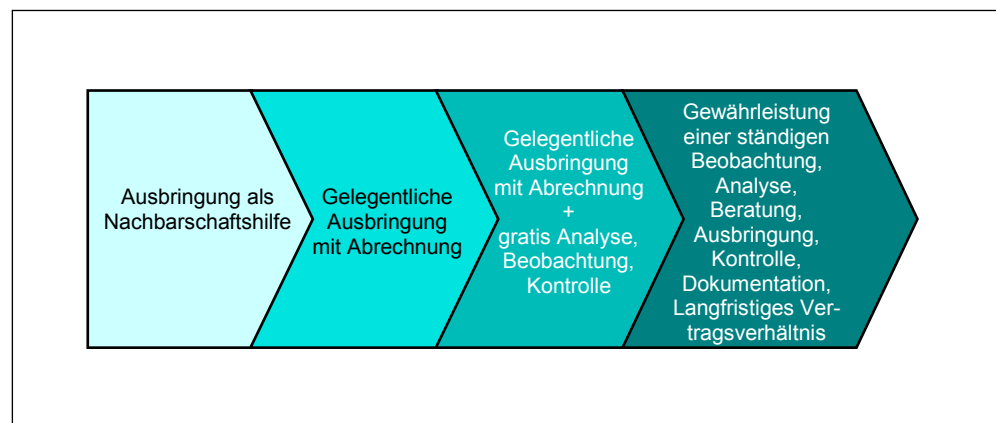 Ausbringung als
Nachbarschaftshilfe
Gelegentliche
Ausbringung
mit Abrechnung
Gelegentliche
Ausbringung
mit Abrechnung
+
gratis Analyse,
Beobachtung,
Kontrolle
Gewährleistung
einer ständigen
Beobachtung,
Analyse,
Beratung,
Ausbringung,
Kontrolle,
Dokumentation,
Langfristiges Ver-
tragsverhältnis